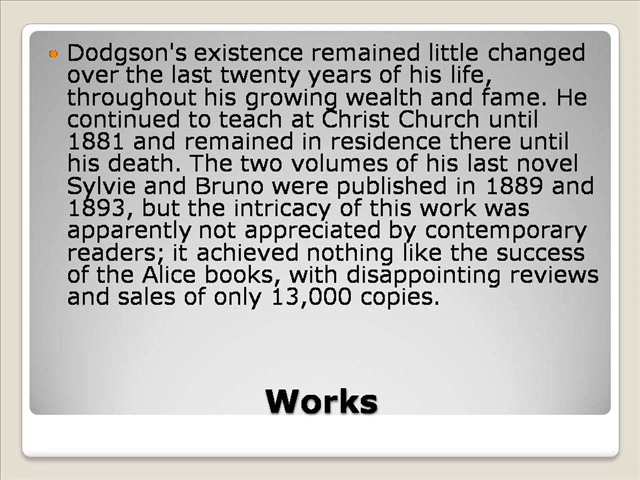 Dodgson's existence remained little changed
over the last twenty years of his life,
throughout his growing wealth and fame. He
continued to teach at Christ Church until
1881 and remained in residence there until
his death. The two volumes of his last novel
Sylvie and Bruno were published in 1889 and
1893, but the intricacy of this work was
apparently not appreciated by contemporary
readers; it achieved nothing like the success
of the Alice books, with disappointing reviews
and sales of only 13,000 copies.
Works